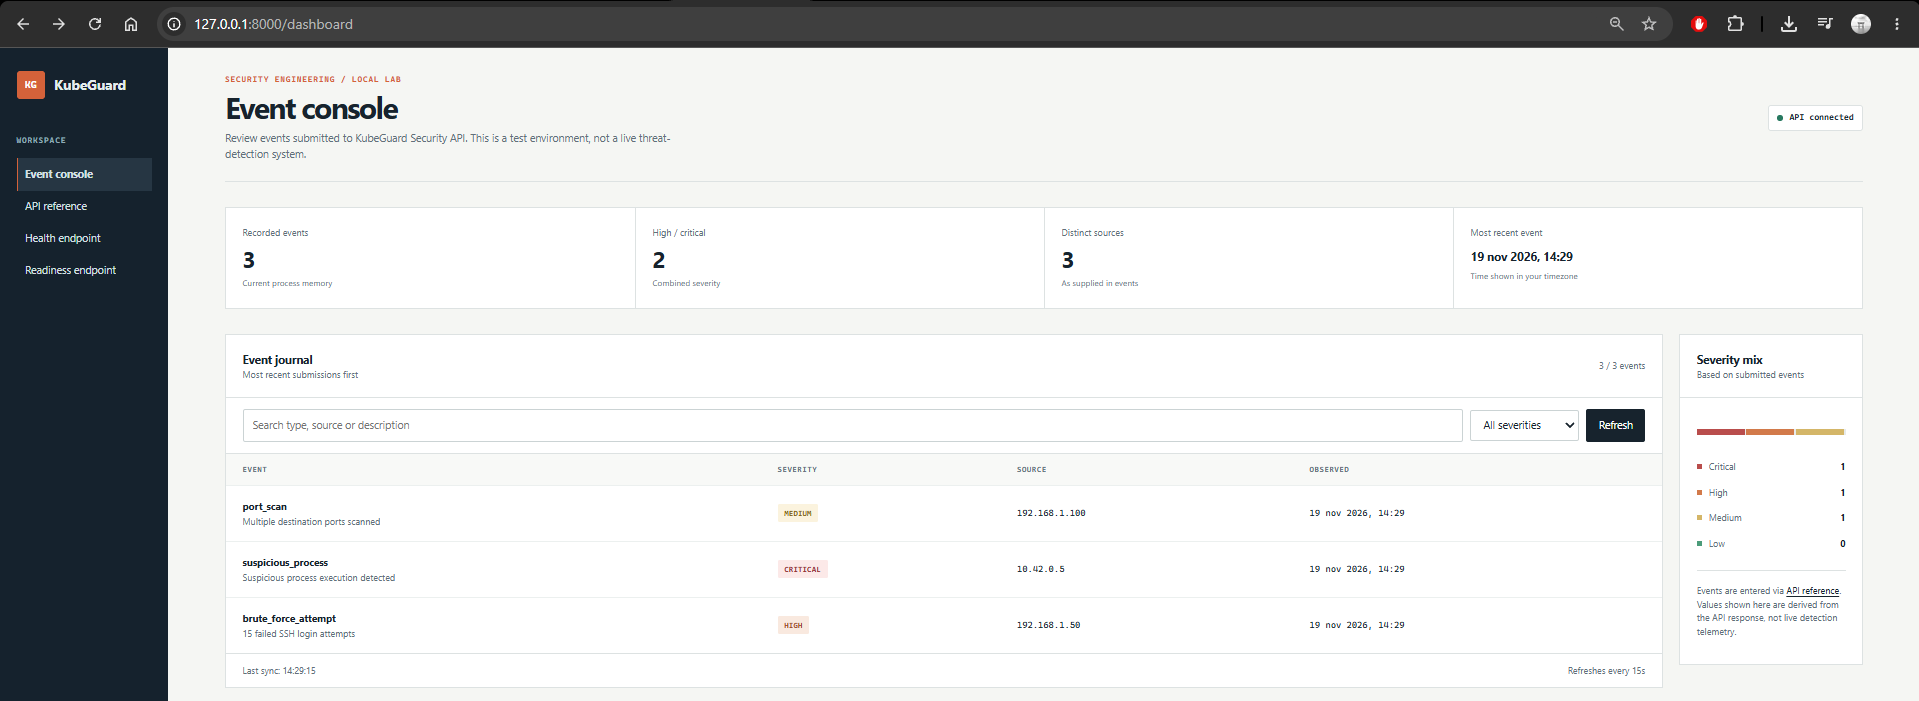 127.0.0.1:8000/dashboard
KG
KubeGuard
WORKSPACE
Event console
API reference
Health endpoint
Readiness endpoint
SECURITY ENGINEERING / LOCAL LAB
Event console
Review events submitted to KubeGuard Security API. This is a test environment, not a live threat-
detection system.
API connected
Recorded events
3
Current process memory
High / critical
2
Combined severity
Distinct sources
3
As supplied in events
Most recent event
19 nov 2026, 14:29
Time shown in your timezone
Event journal
Most recent submissions first
3 / 3 events
Search type, source or description
All severities
Refresh
EVENT SEVERITY SOURCE OBSERVED
port_scan
Multiple destination ports scanned
MEDIUM
192.168.1.100
19 nov 2026, 14:29
suspicious_process
Suspicious process execution detected
CRITICAL
10.42.0.5
19 nov 2026, 14:29
brute_force_attempt
15 failed SSH login attempts
HIGH
192.168.1.50
19 nov 2026, 14:29
Last sync: 14:29:15
Refreshes every 15s
Severity mix
Based on submitted events
Critical 1
High 1
Medium 1
Low 0
Events are entered via API reference.
Values shown here are derived from
the API response, not live detection
telemetry.